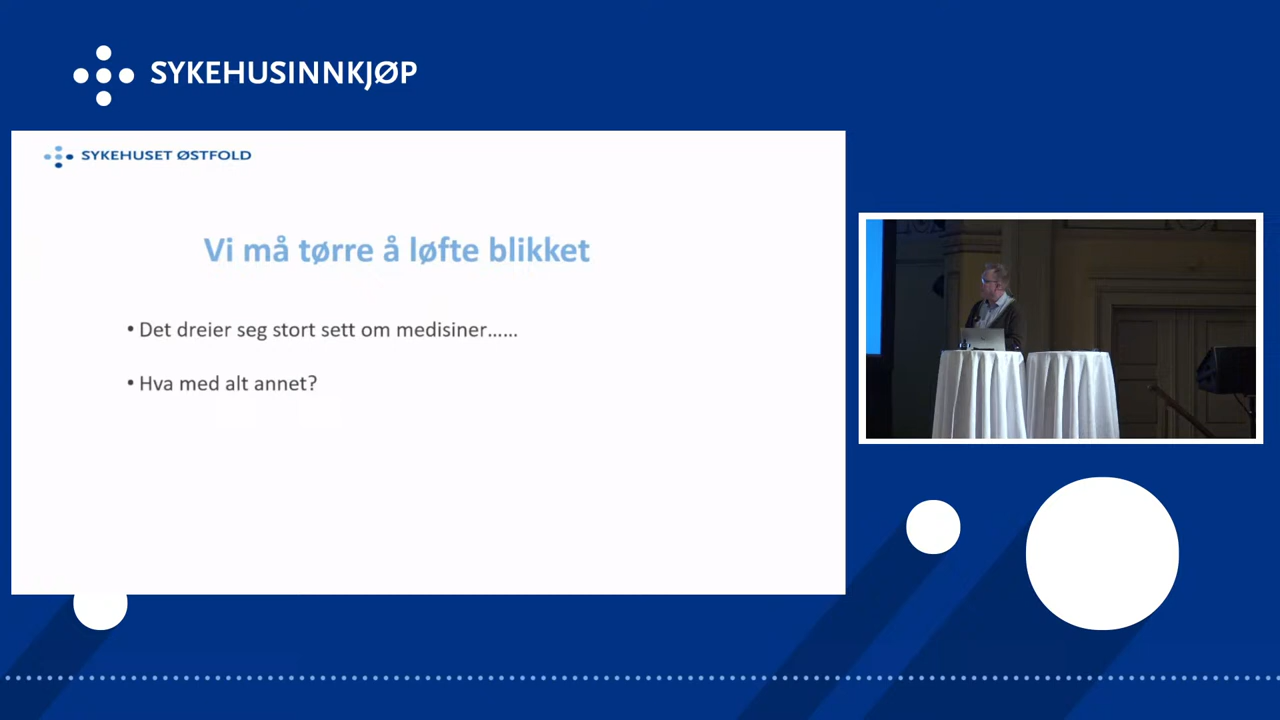 SYKEHUSINNKJØP
SYKEHUSET ØSTFOLD
Vi må tørre å løfte blikket
• Det dreier seg stort sett om medisiner......
• Hva med alt annet?